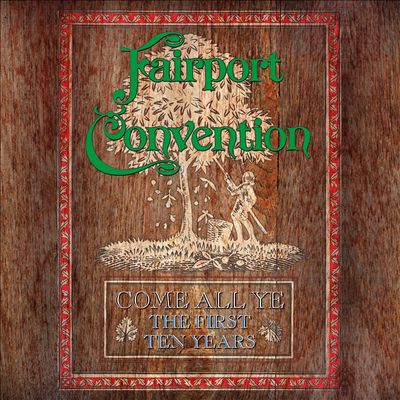 Fairport
Convention
COME ALL YE
THE FIRST
TEN YEARS